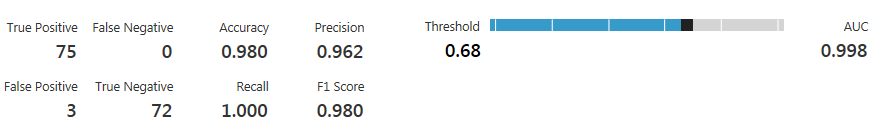 True Positive False Negative Accuracy Precision Threshold AUC
75 0 0.980 0.962 0.68 0.998
False Positive True Negative Recall F1 Score
3 72 1.000 0.980